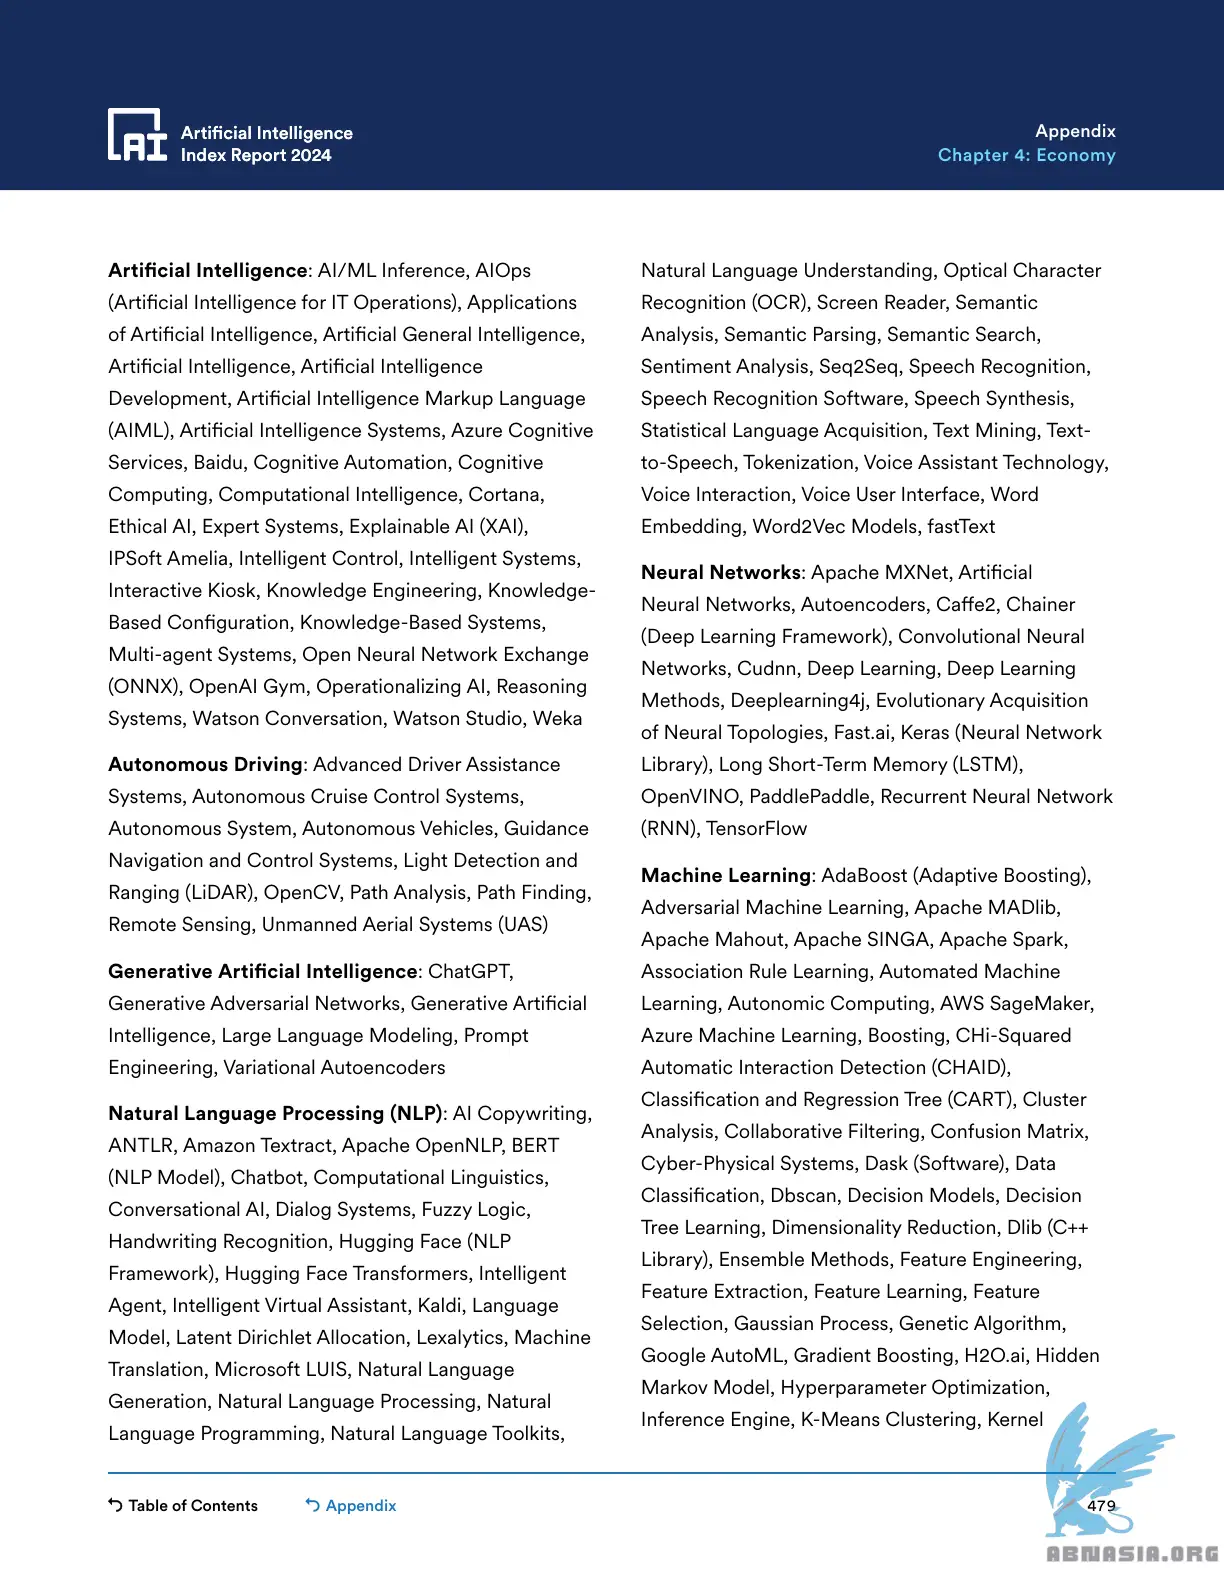 AI
Artificial Intelligence
Index Report 2024
Appendix
Chapter 4: Economy
Artificial Intelligence: AI/ML Inference, AIOps
(Artificial Intelligence for IT Operations), Applications
of Artificial Intelligence, Artificial General Intelligence,
Artificial Intelligence, Artificial Intelligence
Development, Artificial Intelligence Markup Language
(AIML), Artificial Intelligence Systems, Azure Cognitive
Services, Baidu, Cognitive Automation, Cognitive
Computing, Computational Intelligence, Cortana,
Ethical AI, Expert Systems, Explainable AI (XAI),
IPSoft Amelia, Intelligent Control, Intelligent Systems,
Interactive Kiosk, Knowledge Engineering, Knowledge-
Based Configuration, Knowledge-Based Systems,
Multi-agent Systems, Open Neural Network Exchange
(ONNX), OpenAI Gym, Operationalizing AI, Reasoning
Systems, Watson Conversation, Watson Studio, Weka
Autonomous Driving: Advanced Driver Assistance
Systems, Autonomous Cruise Control Systems,
Autonomous System, Autonomous Vehicles, Guidance
Navigation and Control Systems, Light Detection and
Ranging (LiDAR), OpenCV, Path Analysis, Path Finding,
Remote Sensing, Unmanned Aerial Systems (UAS)
Generative Artificial Intelligence: ChatGPT,
Generative Adversarial Networks, Generative Artificial
Intelligence, Large Language Modeling, Prompt
Engineering, Variational Autoencoders
Natural Language Processing (NLP): AI Copywriting,
ANTLR, Amazon Textract, Apache OpenNLP, BERT
(NLP Model), Chatbot, Computational Linguistics,
Conversational AI, Dialog Systems, Fuzzy Logic,
Handwriting Recognition, Hugging Face (NLP
Framework), Hugging Face Transformers, Intelligent
Agent, Intelligent Virtual Assistant, Kaldi, Language
Model, Latent Dirichlet Allocation, Lexalytics, Machine
Translation, Microsoft LUIS, Natural Language
Generation, Natural Language Processing, Natural
Language Programming, Natural Language Toolkits,
Natural Language Understanding, Optical Character
Recognition (OCR), Screen Reader, Semantic
Analysis, Semantic Parsing, Semantic Search,
Sentiment Analysis, Seq2Seq, Speech Recognition,
Speech Recognition Software, Speech Synthesis,
Statistical Language Acquisition, Text Mining, Text-
to-Speech, Tokenization, Voice Assistant Technology,
Voice Interaction, Voice User Interface, Word
Embedding, Word2Vec Models, fastText
Neural Networks: Apache MXNet, Artificial
Neural Networks, Autoencoders, Caffe2, Chainer
(Deep Learning Framework), Convolutional Neural
Networks, Cudnn, Deep Learning, Deep Learning
Methods, Deeplearning4j, Evolutionary Acquisition
of Neural Topologies, Fast.ai, Keras (Neural Network
Library), Long Short-Term Memory (LSTM),
OpenVINO, PaddlePaddle, Recurrent Neural Network
(RNN), TensorFlow
Machine Learning: AdaBoost (Adaptive Boosting),
Adversarial Machine Learning, Apache MADlib,
Apache Mahout, Apache SINGA, Apache Spark,
Association Rule Learning, Automated Machine
Learning, Autonomic Computing, AWS SageMaker,
Azure Machine Learning, Boosting, CHi-Squared
Automatic Interaction Detection (CHAID),
Classification and Regression Tree (CART), Cluster
Analysis, Collaborative Filtering, Confusion Matrix,
Cyber-Physical Systems, Dask (Software), Data
Classification, Dbscan, Decision Models, Decision
Tree Learning, Dimensionality Reduction, Dlib (C++
Library), Ensemble Methods, Feature Engineering,
Feature Extraction, Feature Learning, Feature
Selection, Gaussian Process, Genetic Algorithm,
Google AutoML, Gradient Boosting, H2O.ai, Hidden
Markov Model, Hyperparameter Optimization,
Inference Engine, K-Means Clustering, Kernel
Table of Contents
Appendix
479
ABNASIA.ORG